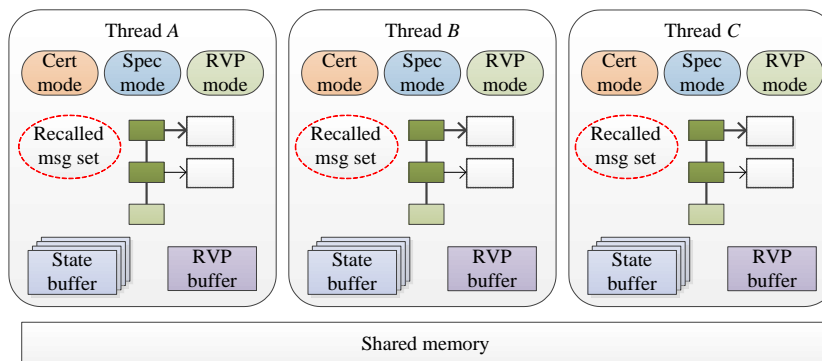 Thread A
Cert mode
Spec mode
RVP mode
Recalled msg set
State buffer
RVP buffer
Thread B
Cert mode
Spec mode
RVP mode
Recalled msg set
State buffer
RVP buffer
Thread C
Cert mode
Spec mode
RVP mode
Recalled msg set
State buffer
RVP buffer
Shared memory